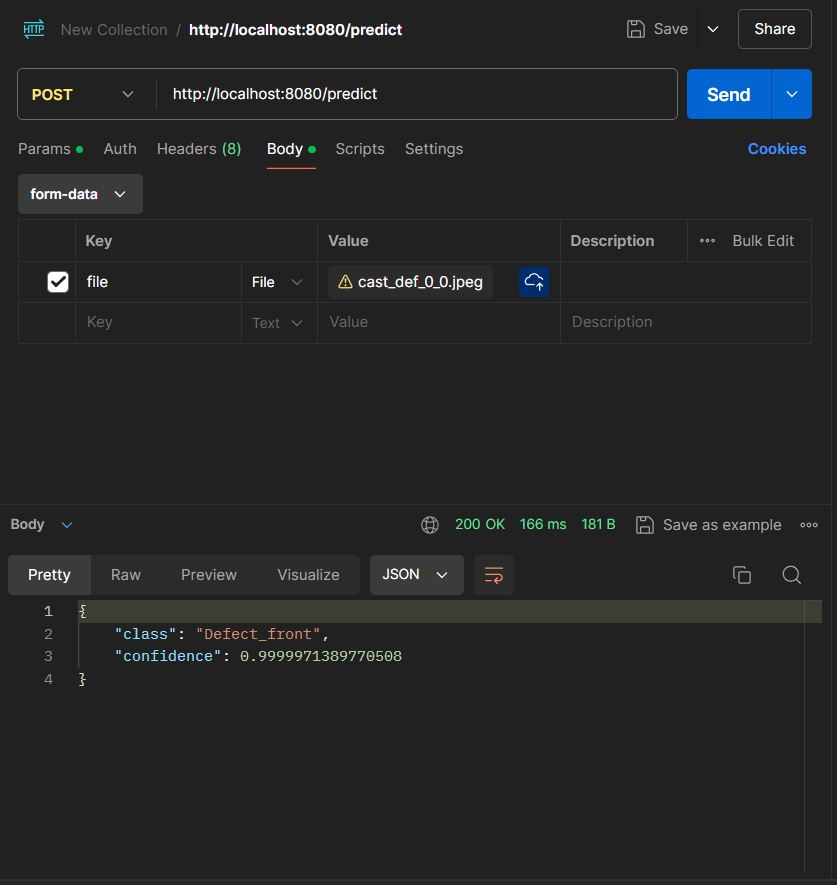 HTTP New Collection / http://localhost:8080/predict Save Share
POST http://localhost:8080/predict Send
Params Auth Headers (8) Body Scripts Settings Cookies
form-data
Key Value Description Bulk Edit
file File cast_def_0_0.jpeg
Key Text Value Description
Body 200 OK 166 ms 181 B Save as example
Pretty Raw Preview Visualize JSON
1 {
2 "class": "Defect_front",
3 "confidence": 0.9999971389770508
4 }